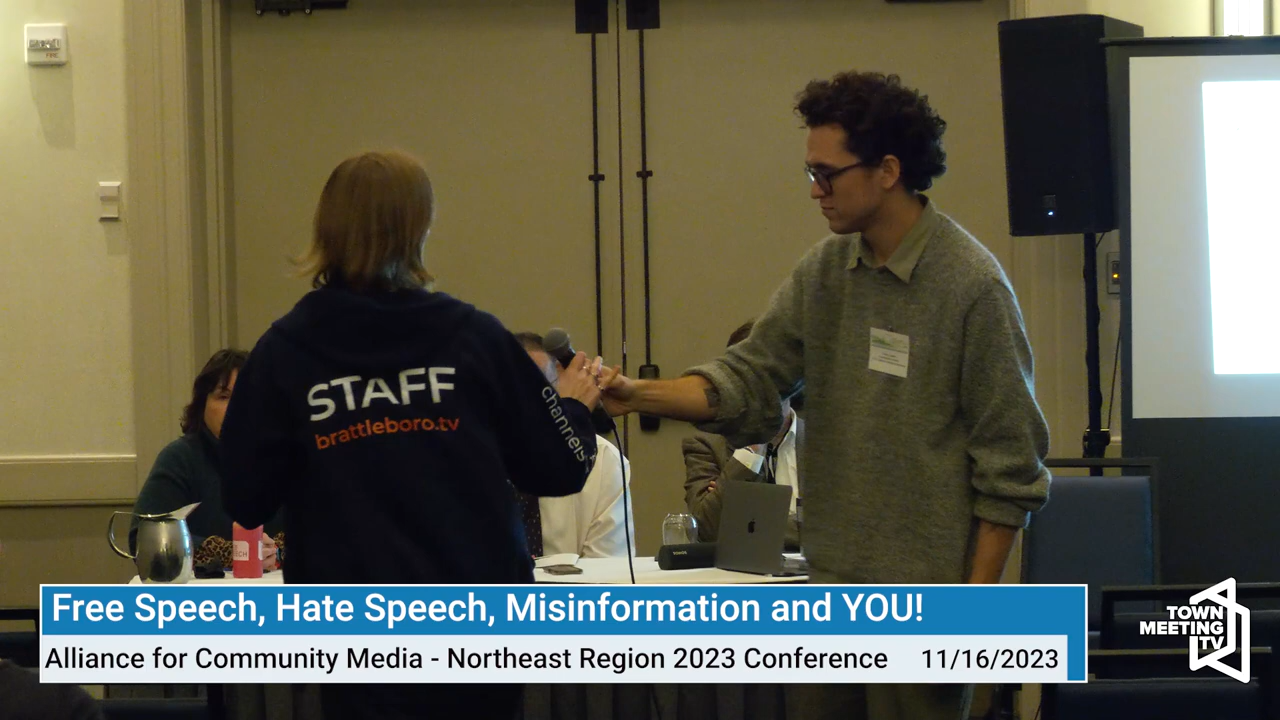 FIRE
STAFF
brattleboro.tv
channels
Free Speech, Hate Speech, Misinformation and YOU!
Alliance for Community Media - Northeast Region 2023 Conference 11/16/2023
TOWN
MEETING
TV